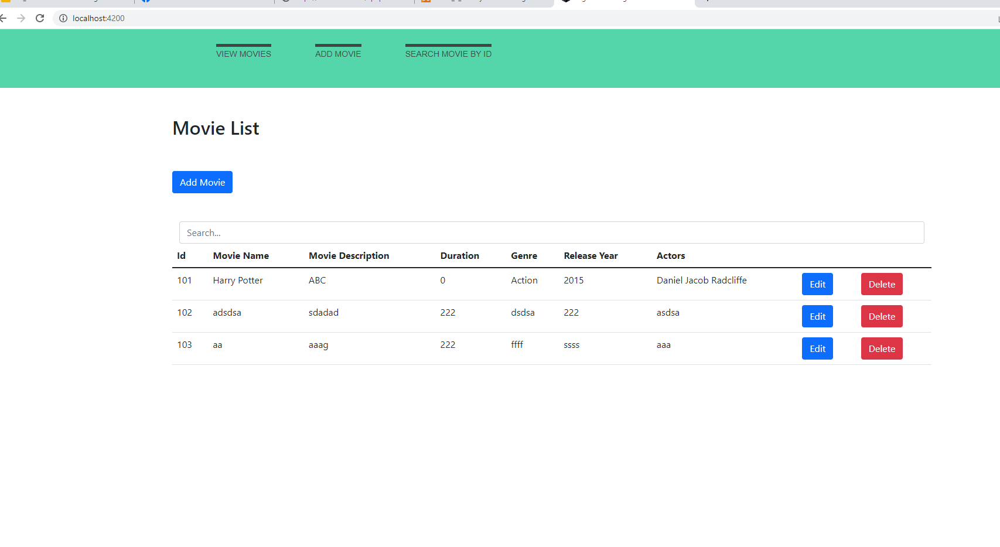 localhost:4200
VIEW MOVIES ADD MOVIE SEARCH MOVIE BY ID
Movie List
Add Movie
Search...
Id Movie Name Movie Description Duration Genre Release Year Actors
101 Harry Potter ABC 0 Action 2015 Daniel Jacob Radcliffe Edit Delete
102 adsdsa sdadad 222 dsdsa 222 asdsa Edit Delete
103 aa aaag 222 ffff ssss aaa Edit Delete